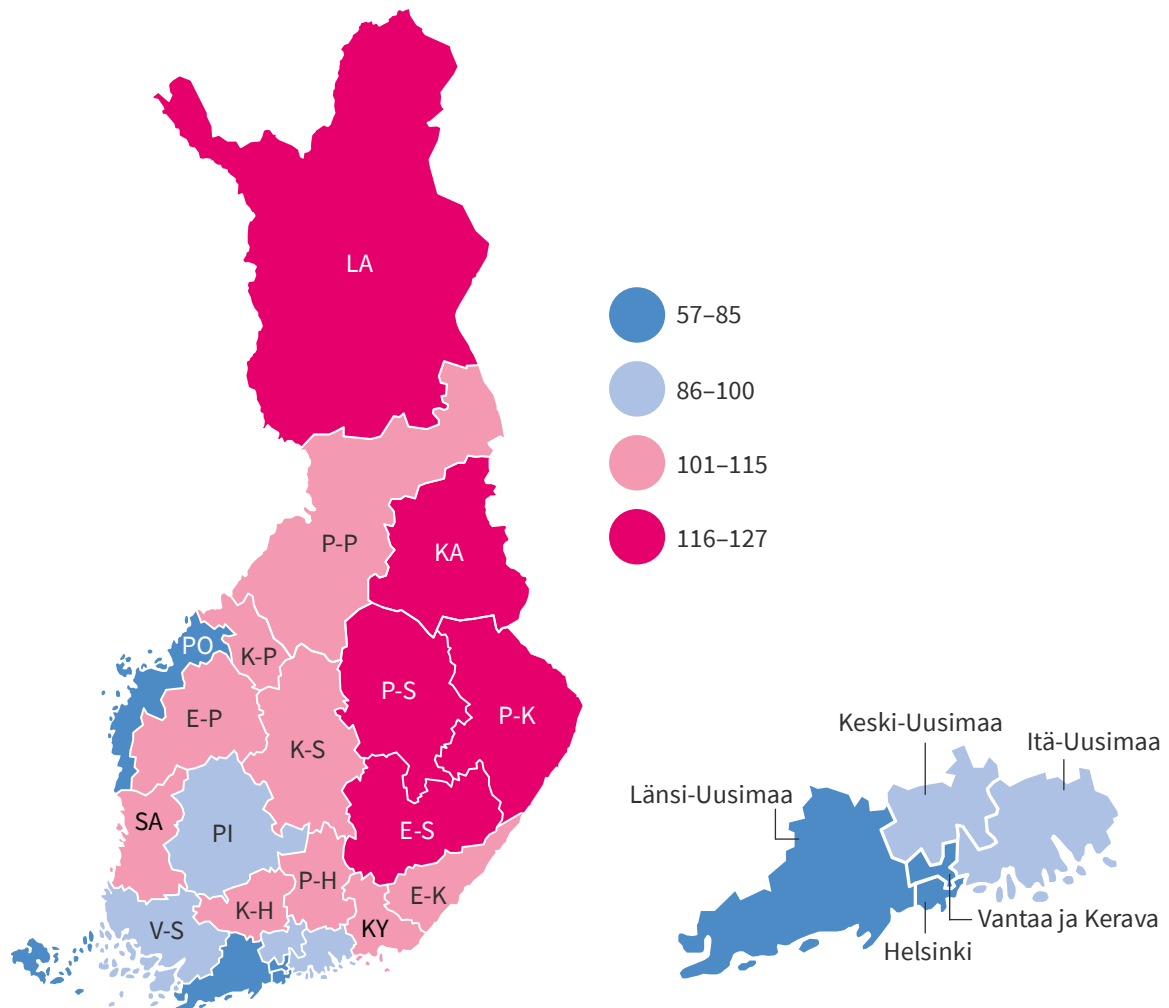 LA
57–85
86–100
101–115
116–127
P-P
KA
PO
K-P
P-S
P-K
E-P
K-S
SA
PI
E-S
P-H
E-K
K-H
KY
V-S
Keski-Uusimaa
Itä-Uusimaa
Länsi-Uusimaa
Vantaa ja Kerava
Helsinki